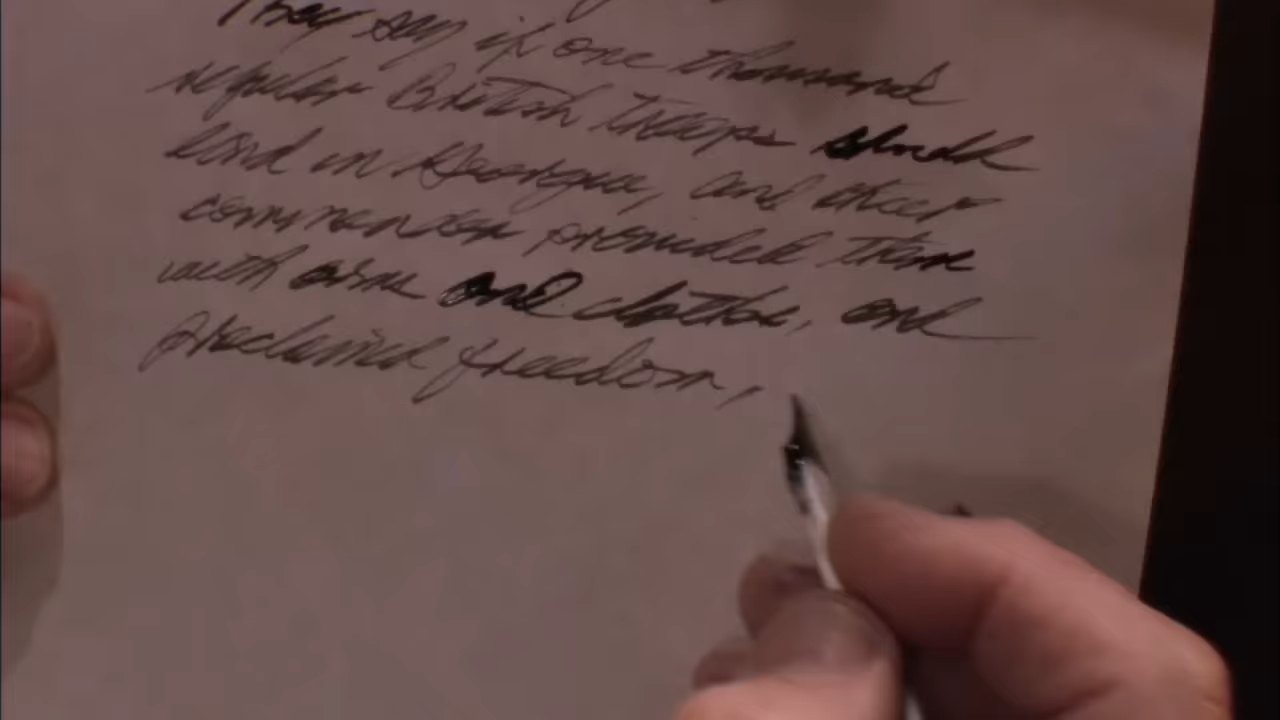 They say if one thousand
regular British troops should
land in Georgia, and their
commander provided them
with arms and cloths, and
proclaimed freedom,